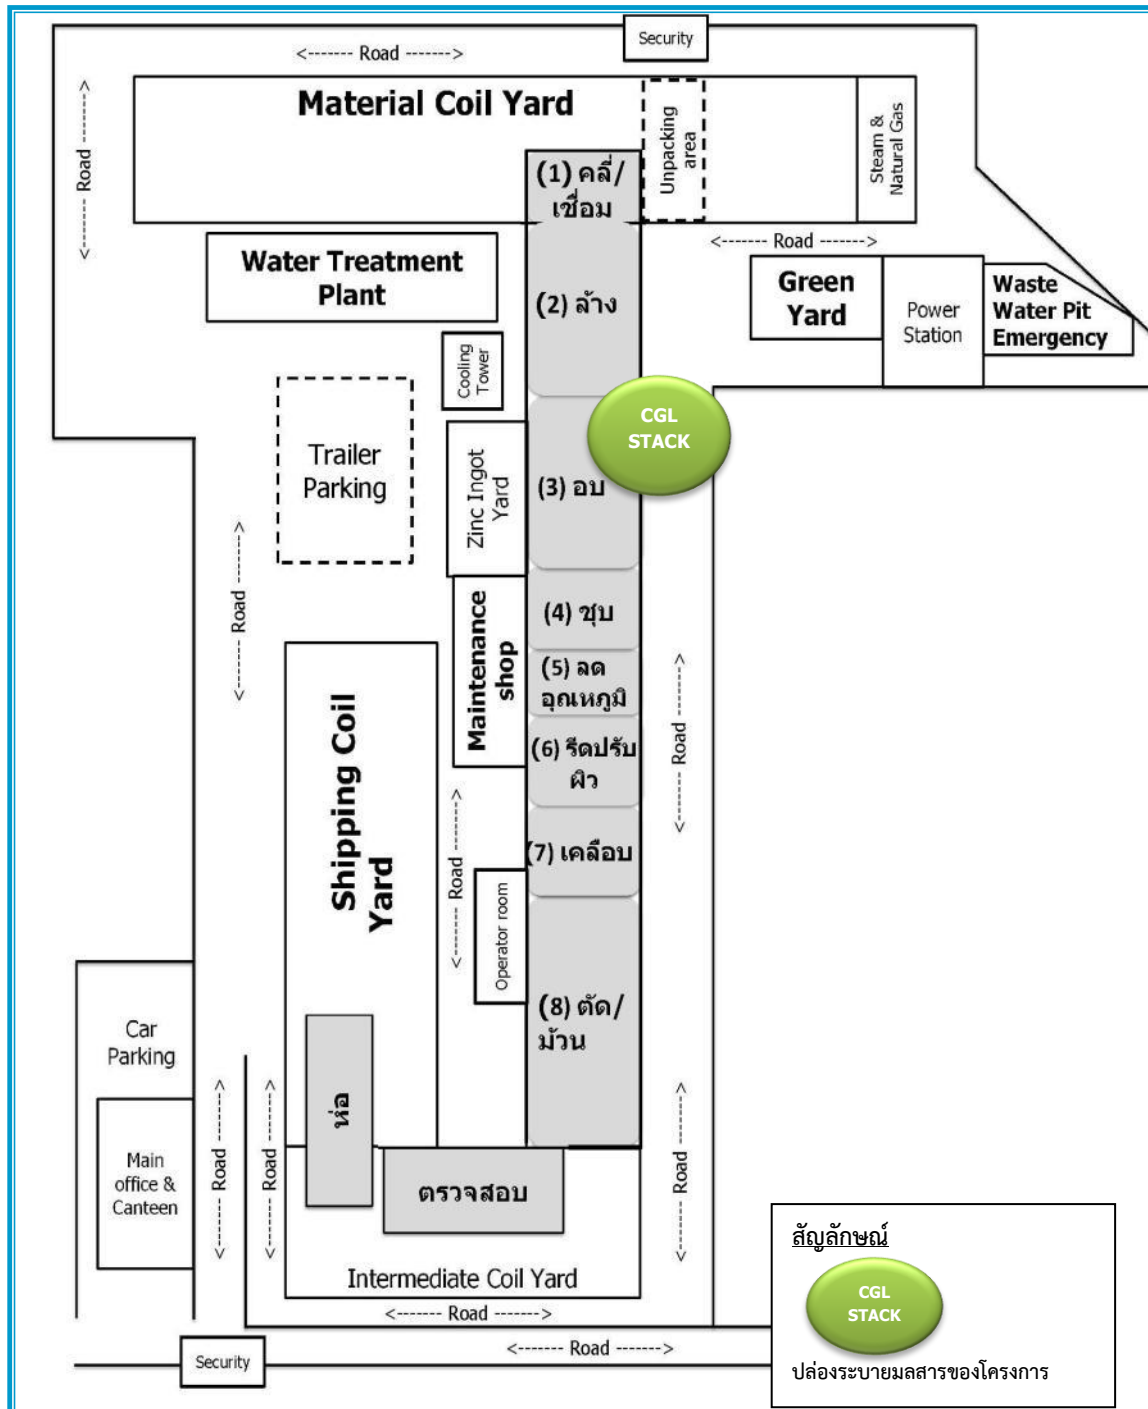 Security
<------- Road ------->
Material Coil Yard
<------- Road ------->
Unpacking
area
Steam &
Natural Gas
(1) คลี่/
เชื่อม
<------- Road ------->
Water Treatment
Plant
(2) ล้าง
Green
Yard
Power
Station
Waste
Water Pit
Emergency
Cooling
Tower
CGL
STACK
Trailer
Parking
Zinc Ingot
Yard
(3) อบ
<------- Road ------->
(4) ชุบ
Maintenance
shop
(5) ลด
อุณหภูมิ
<------- Road ------->
Shipping Coil
Yard
(6) รีดปรับ
ผิว
<------- Road ------->
(7) เคลือบ
Operator room
(8) ตัด/
ม้วน
Car
Parking
ห่อ
<------- Road ------->
<------- Road ------->
<------- Road ------->
Main
office &
Canteen
ตรวจสอบ
Intermediate Coil Yard
<------- Road ------->
<------- Road ------->
Security
สัญลักษณ์
CGL
STACK
ปล่องระบายมลสารของโครงการ